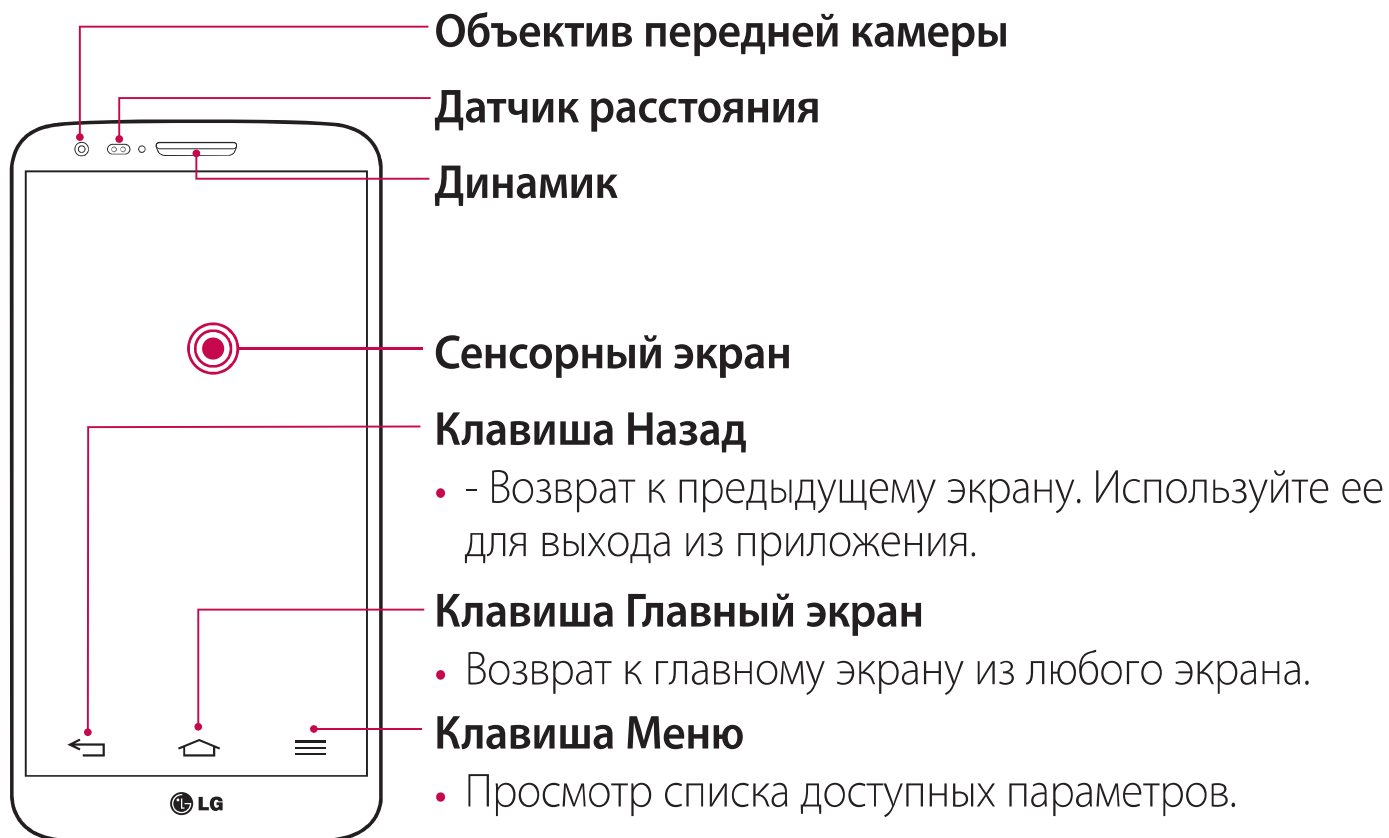 Объектив передней камеры
Датчик расстояния
Динамик
Сенсорный экран
Клавиша Назад
• - Возврат к предыдущему экрану. Используйте ее
для выхода из приложения.
Клавиша Главный экран
• Возврат к главному экрану из любого экрана.
Клавиша Меню
• Просмотр списка доступных параметров.
LG